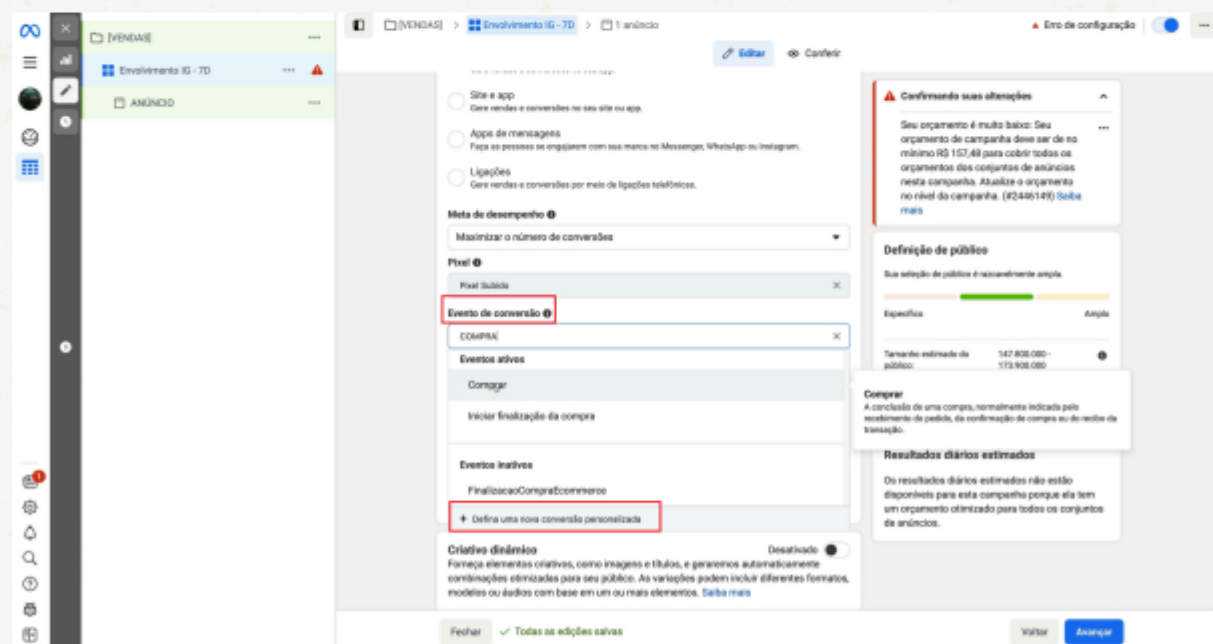 [VENDAS]
Envolvimento IG - 7D
ANÚNCIO
[VENDAS] > Envolvimento IG - 7D > 1 anúncio
Erro de configuração
Editar
Conferir
Site e app
Gere vendas e conversões no seu site ou app.
Apps de mensagens
Faça as pessoas se engajarem com sua marca no Messenger, WhatsApp ou Instagram.
Ligações
Gere vendas e conversões por meio de ligações telefônicas.
Meta de desempenho
Maximizar o número de conversões
Pixel
Pixel Subido
Evento de conversão
COMPRA
Eventos ativos
Comprar
Iniciar finalização da compra
Eventos inativos
FinalizacaoCompraEcommerce
+ Defina uma nova conversão personalizada
Criativo dinâmico
Desativado
Forneça elementos criativos, como imagens e títulos, e geraremos automaticamente
combinações otimizadas para seu público. As variações podem incluir diferentes formatos,
modelos ou áudios com base em um ou mais elementos. Saiba mais
Fechar
Todas as edições salvas
Voltar
Avançar
Confirmando suas alterações
Seu orçamento é muito baixo: Seu
orçamento de campanha deve ser de no
mínimo R$ 157,48 para cobrir todos os
orçamentos dos conjuntos de anúncios
nesta campanha. Atualize o orçamento
no nível da campanha. (#2446149) Saiba
mais
Definição de público
Sua seleção de público é razoavelmente ampla.
Específica
Ampla
Tamanho estimado do
público:
147.800.000 -
173.900.000
Comprar
A conclusão de uma compra, normalmente indicada pelo
recebimento de pedido, da confirmação de compra ou do recibo da
transação.
Resultados diários estimados
Os resultados diários estimados não estão
disponíveis para esta campanha porque ela tem
um orçamento otimizado para todos os conjuntos
de anúncios.